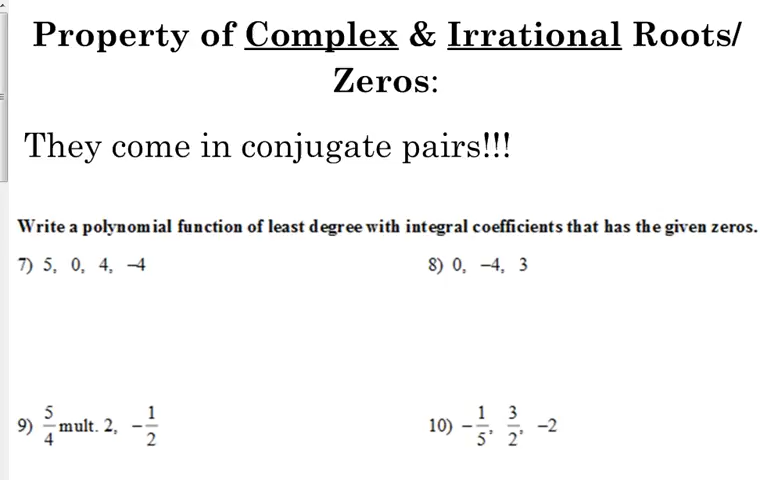 Property of Complex & Irrational Roots/
Zeros:
They come in conjugate pairs!!!
Write a polynomial function of least degree with integral coefficients that has the given zeros.
7) 5, 0, 4, −4
8) 0, −4, 3
9) 5/4 mult. 2, −1/2
10) −1/5, 3/2, −2